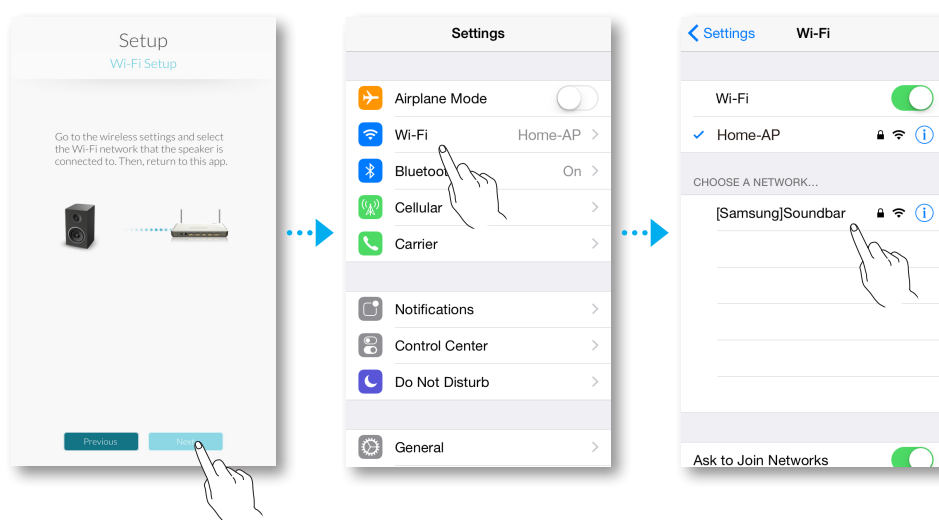 Setup
Wi-Fi Setup
Go to the wireless settings and select
the Wi-Fi network that the speaker is
connected to. Then, return to this app.
Previous
Settings
Airplane Mode
Wi-Fi Home-AP
On
Cellular
Carrier
Notifications
Control Center
Do Not Disturb
General
Settings Wi-Fi
Wi-Fi
Home-AP
CHOOSE A NETWORK...
[Samsung]Soundbar
Ask to Join Networks